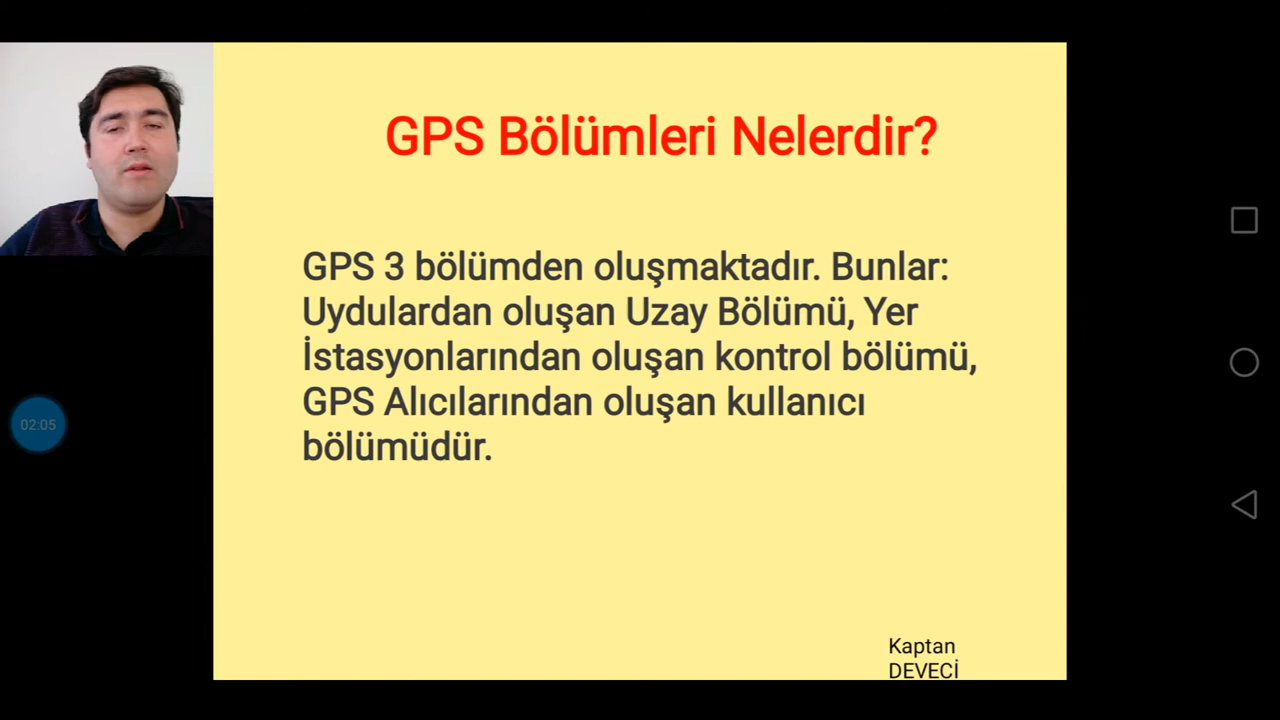 GPS Bölümleri Nelerdir?
GPS 3 bölümden oluşmaktadır. Bunlar:
Uydulardan oluşan Uzay Bölümü, Yer
İstasyonlarından oluşan kontrol bölümü,
GPS Alıcılarından oluşan kullanıcı
bölümüdür.
02:05
Kaptan
DEVECİ